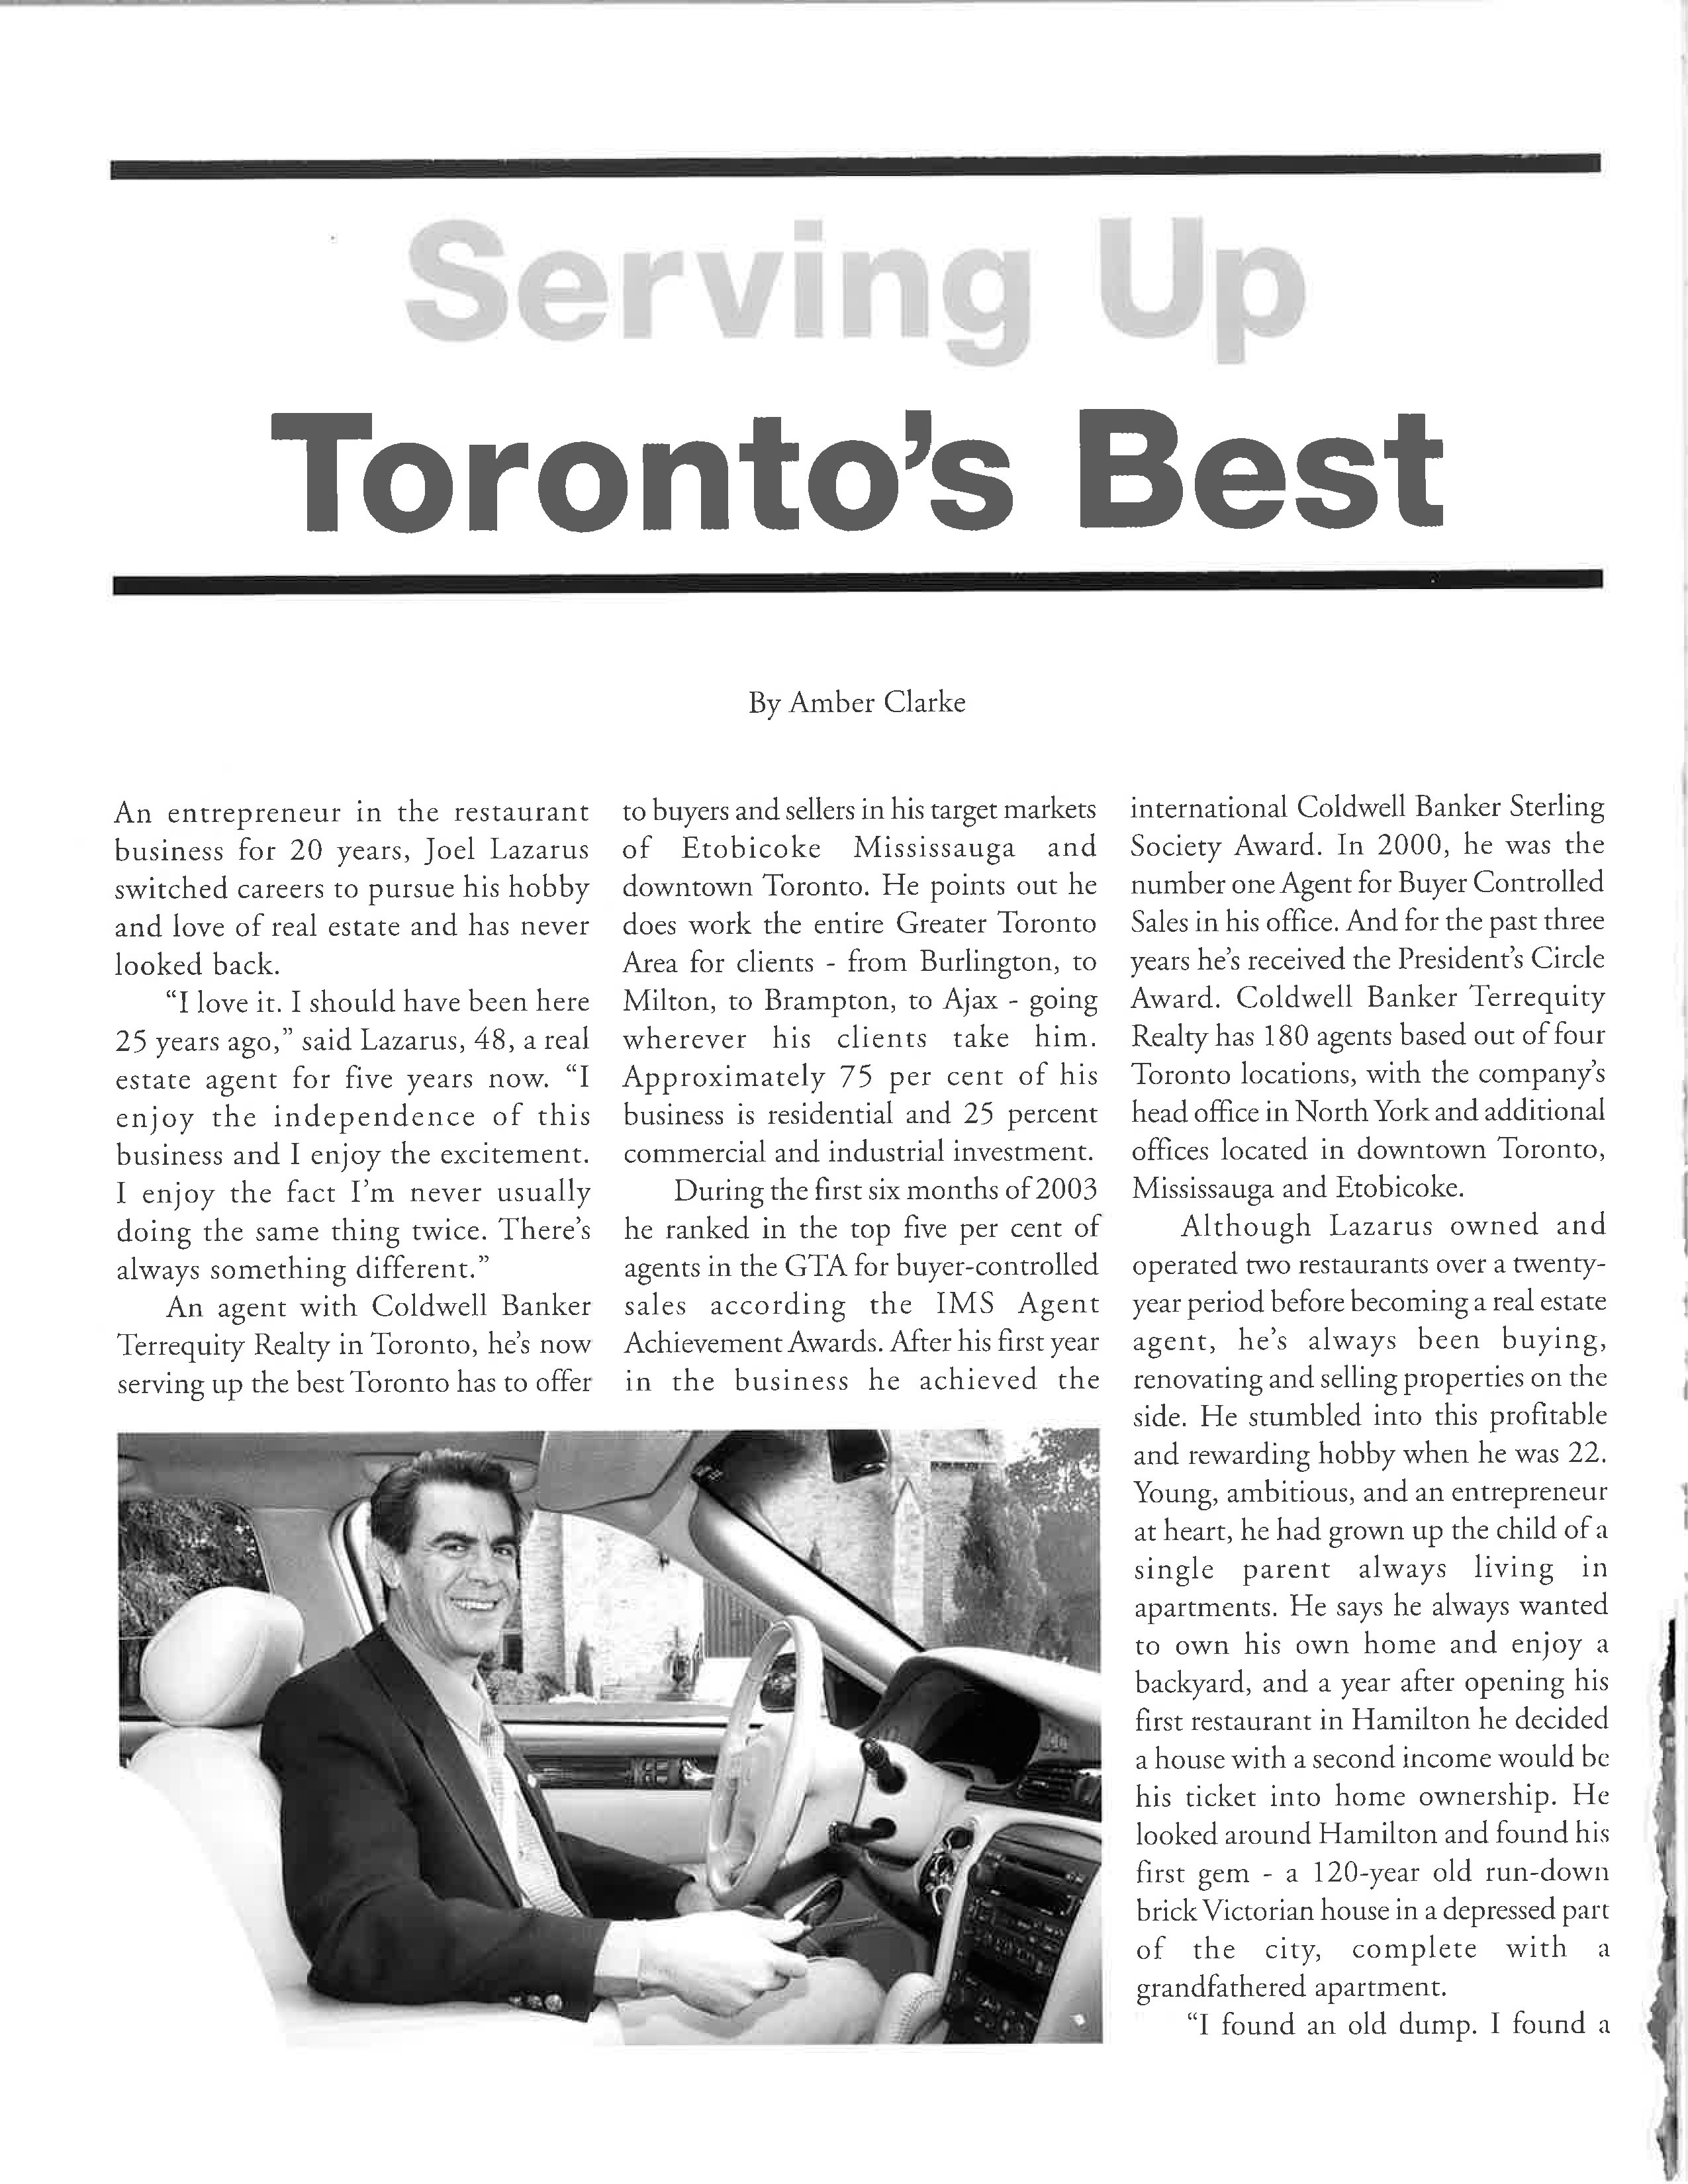 Serving Up
Toronto's Best
By Amber Clarke
An entrepreneur in the restaurant
business for 20 years, Joel Lazarus
switched careers to pursue his hobby
and love of real estate and has never
looked back.
“I love it. I should have been here
25 years ago,” said Lazarus, 48, a real
estate agent for five years now. “I
enjoy the independence of this
business and I enjoy the excitement.
I enjoy the fact I’m never usually
doing the same thing twice. There’s
always something different.”
An agent with Coldwell Banker
Terrequity Realty in Toronto, he’s now
serving up the best Toronto has to offer
to buyers and sellers in his target markets
of Etobicoke Mississauga and
downtown Toronto. He points out he
does work the entire Greater Toronto
Area for clients - from Burlington, to
Milton, to Brampton, to Ajax - going
wherever his clients take him.
Approximately 75 per cent of his
business is residential and 25 percent
commercial and industrial investment.
During the first six months of 2003
he ranked in the top five per cent of
agents in the GTA for buyer-controlled
sales according the IMS Agent
Achievement Awards. After his first year
in the business he achieved the
international Coldwell Banker Sterling
Society Award. In 2000, he was the
number one Agent for Buyer Controlled
Sales in his office. And for the past three
years he’s received the President’s Circle
Award. Coldwell Banker Terrequity
Realty has 180 agents based out of four
Toronto locations, with the company’s
head office in North York and additional
offices located in downtown Toronto,
Mississauga and Etobicoke.
Although Lazarus owned and
operated two restaurants over a twenty-
year period before becoming a real estate
agent, he’s always been buying,
renovating and selling properties on the
side. He stumbled into this profitable
and rewarding hobby when he was 22.
Young, ambitious, and an entrepreneur
at heart, he had grown up the child of a
single parent always living in
apartments. He says he always wanted
to own his own home and enjoy a
backyard, and a year after opening his
first restaurant in Hamilton he decided
a house with a second income would be
his ticket into home ownership. He
looked around Hamilton and found his
first gem - a 120-year old run-down
brick Victorian house in a depressed part
of the city, complete with a
grandfathered apartment.
“I found an old dump. I found a